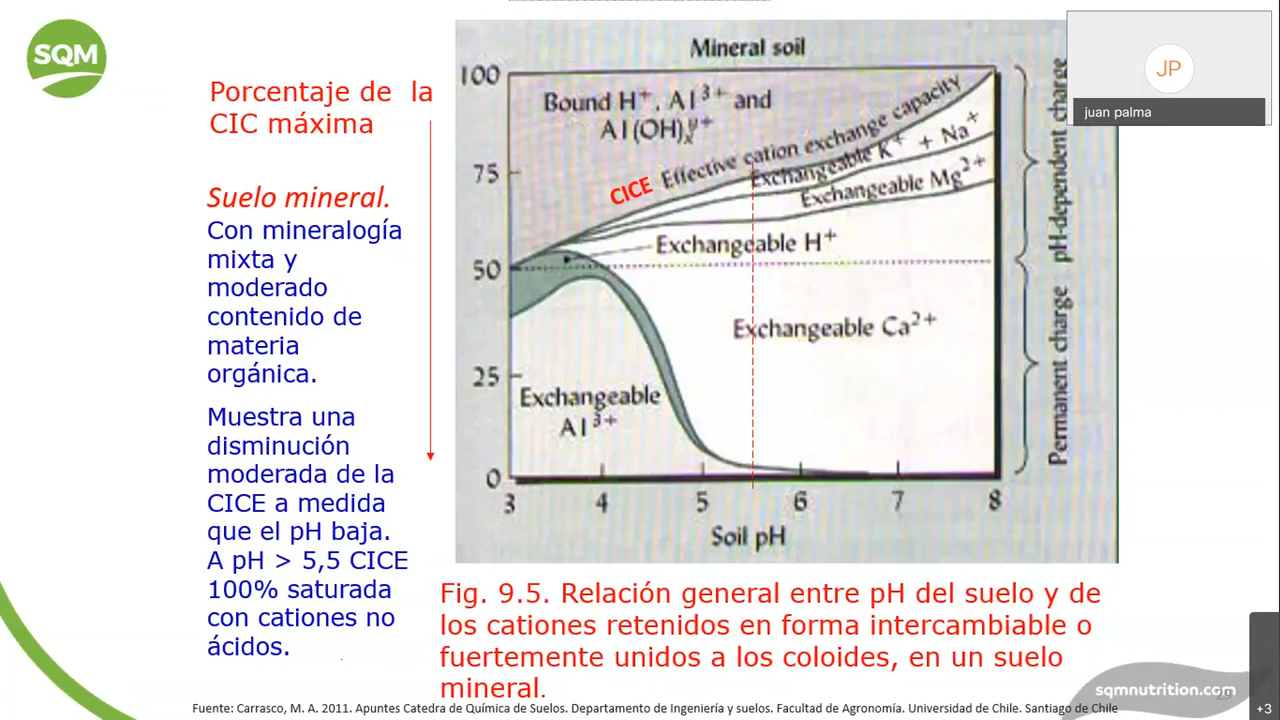 SQM
Porcentaje de la
CIC máxima
Suelo mineral.
Con mineralogía
mixta y
moderado
contenido de
materia
orgánica.
Muestra una
disminución
moderada de la
CICE a medida
que el pH baja.
A pH > 5,5 CICE
100% saturada
con cationes no
ácidos.
Mineral soil
100
75
50
25
0
Bound H+, Al3+ and
Al(OH)xy+
CICE Effective cation exchange capacity
Exchangeable K+ + Na+
Exchangeable Mg2+
Exchangeable H+
Exchangeable Ca2+
Exchangeable
Al3+
3 4 5 6 7 8
Soil pH
pH-dependent charge
Permanent charge
JP
juan palma
Fig. 9.5. Relación general entre pH del suelo y de
los cationes retenidos en forma intercambiable o
fuertemente unidos a los coloides, en un suelo
mineral.
sqmnutrition.com
Fuente: Carrasco, M. A. 2011. Apuntes Catedra de Química de Suelos. Departamento de Ingeniería y suelos. Facultad de Agronomía. Universidad de Chile. Santiago de Chile
+3